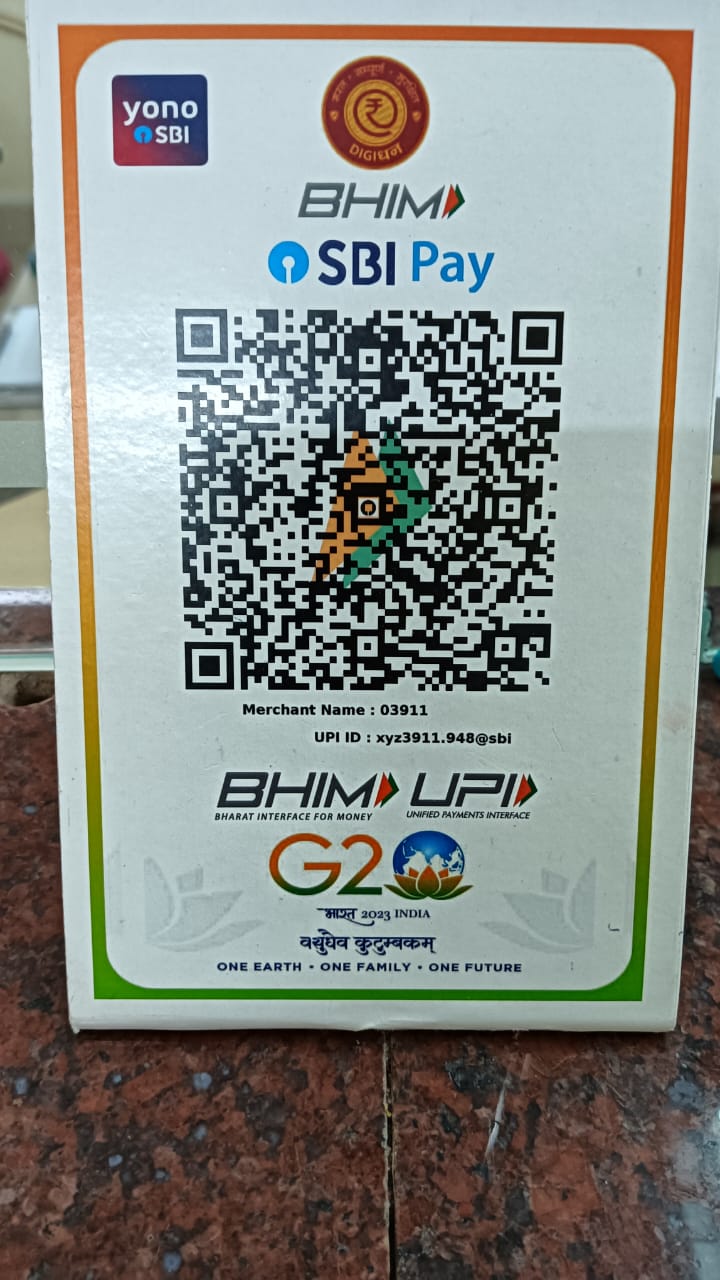 yono
SBI
DIGIधन
BHIM
SBI Pay
Merchant Name : 03911
UPI ID : xyz3911.948@sbi
BHIM UPI
BHARAT INTERFACE FOR MONEY UNIFIED PAYMENTS INTERFACE
G20
भारत 2023 INDIA
वसुधैव कुटुम्बकम्
ONE EARTH • ONE FAMILY • ONE FUTURE